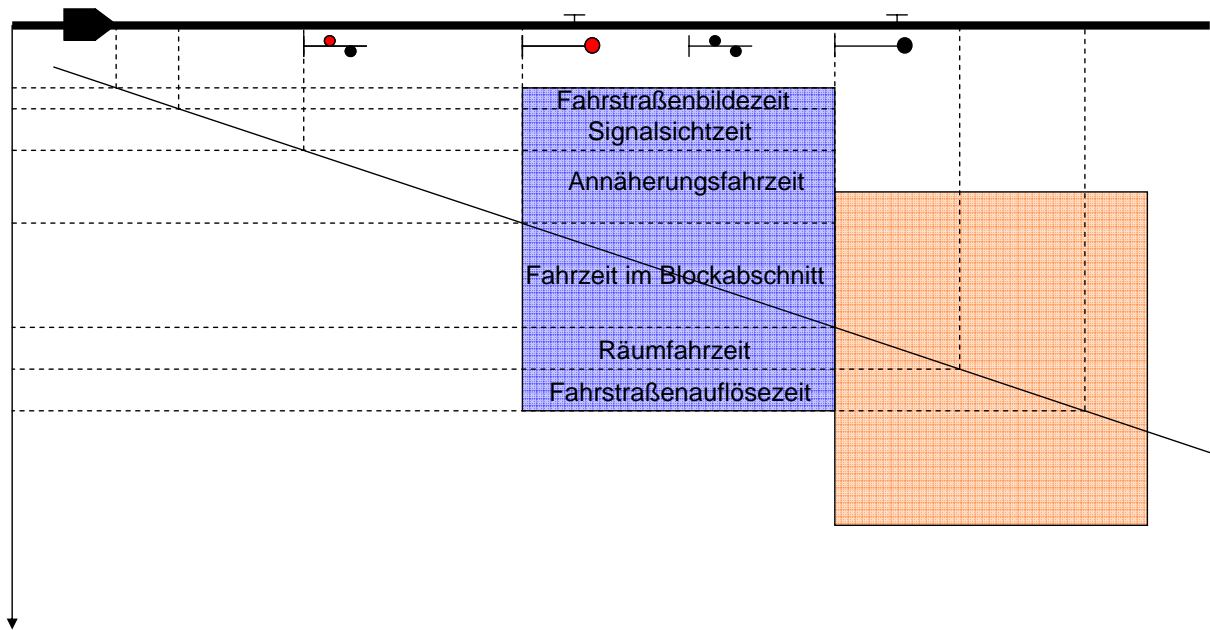 Fahrstraßenbildezeit
Signalsichtzeit
Annäherungsfahrzeit
Fahrzeit im Blockabschnitt
Räumfahrzeit
Fahrstraßenauflösezeit